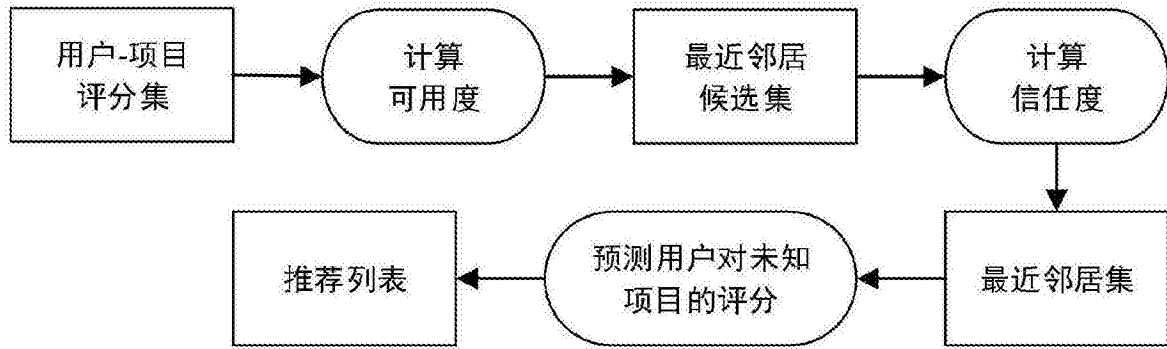 用户-项目
评分集
计算
可用度
最近邻居
候选集
计算
信任度
最近邻居集
预测用户对未知
项目的评分
推荐列表